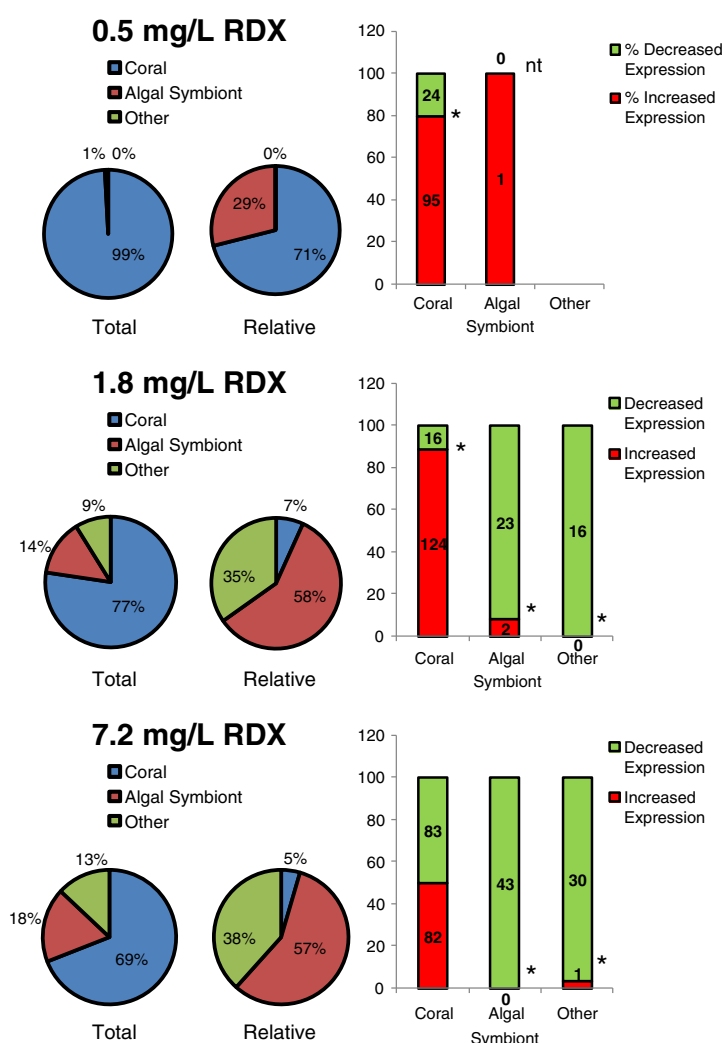 0.5 mg/L RDX
Coral
Algal Symbiont
Other
1% 0%
99%
Total
0%
29%
71%
Relative
120
100
80
60
40
20
0
24
*
95
0
nt
1
Coral
Algal
Symbiont
Other
% Decreased
Expression
% Increased
Expression
1.8 mg/L RDX
Coral
Algal Symbiont
Other
9%
14%
77%
Total
7%
35%
58%
Relative
120
100
80
60
40
20
0
16
*
124
23
*
2
16
*
0
Coral
Algal
Symbiont
Other
Decreased
Expression
Increased
Expression
7.2 mg/L RDX
Coral
Algal Symbiont
Other
13%
18%
69%
Total
5%
38%
57%
Relative
120
100
80
60
40
20
0
83
82
43
*
0
30
*
1
Coral
Algal
Symbiont
Other
Decreased
Expression
Increased
Expression